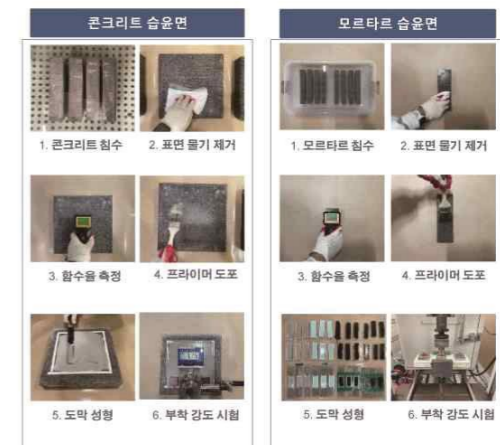 콘크리트 습윤면
1. 콘크리트 침수
2. 표면 물기 제거
3. 함수율 측정
4. 프라이머 도포
5. 도막 성형
6. 부착 강도 시험
모르타르 습윤면
1. 모르타르 침수
2. 표면 물기 제거
3. 함수율 측정
4. 프라이머 도포
5. 도막 성형
6. 부착 강도 시험